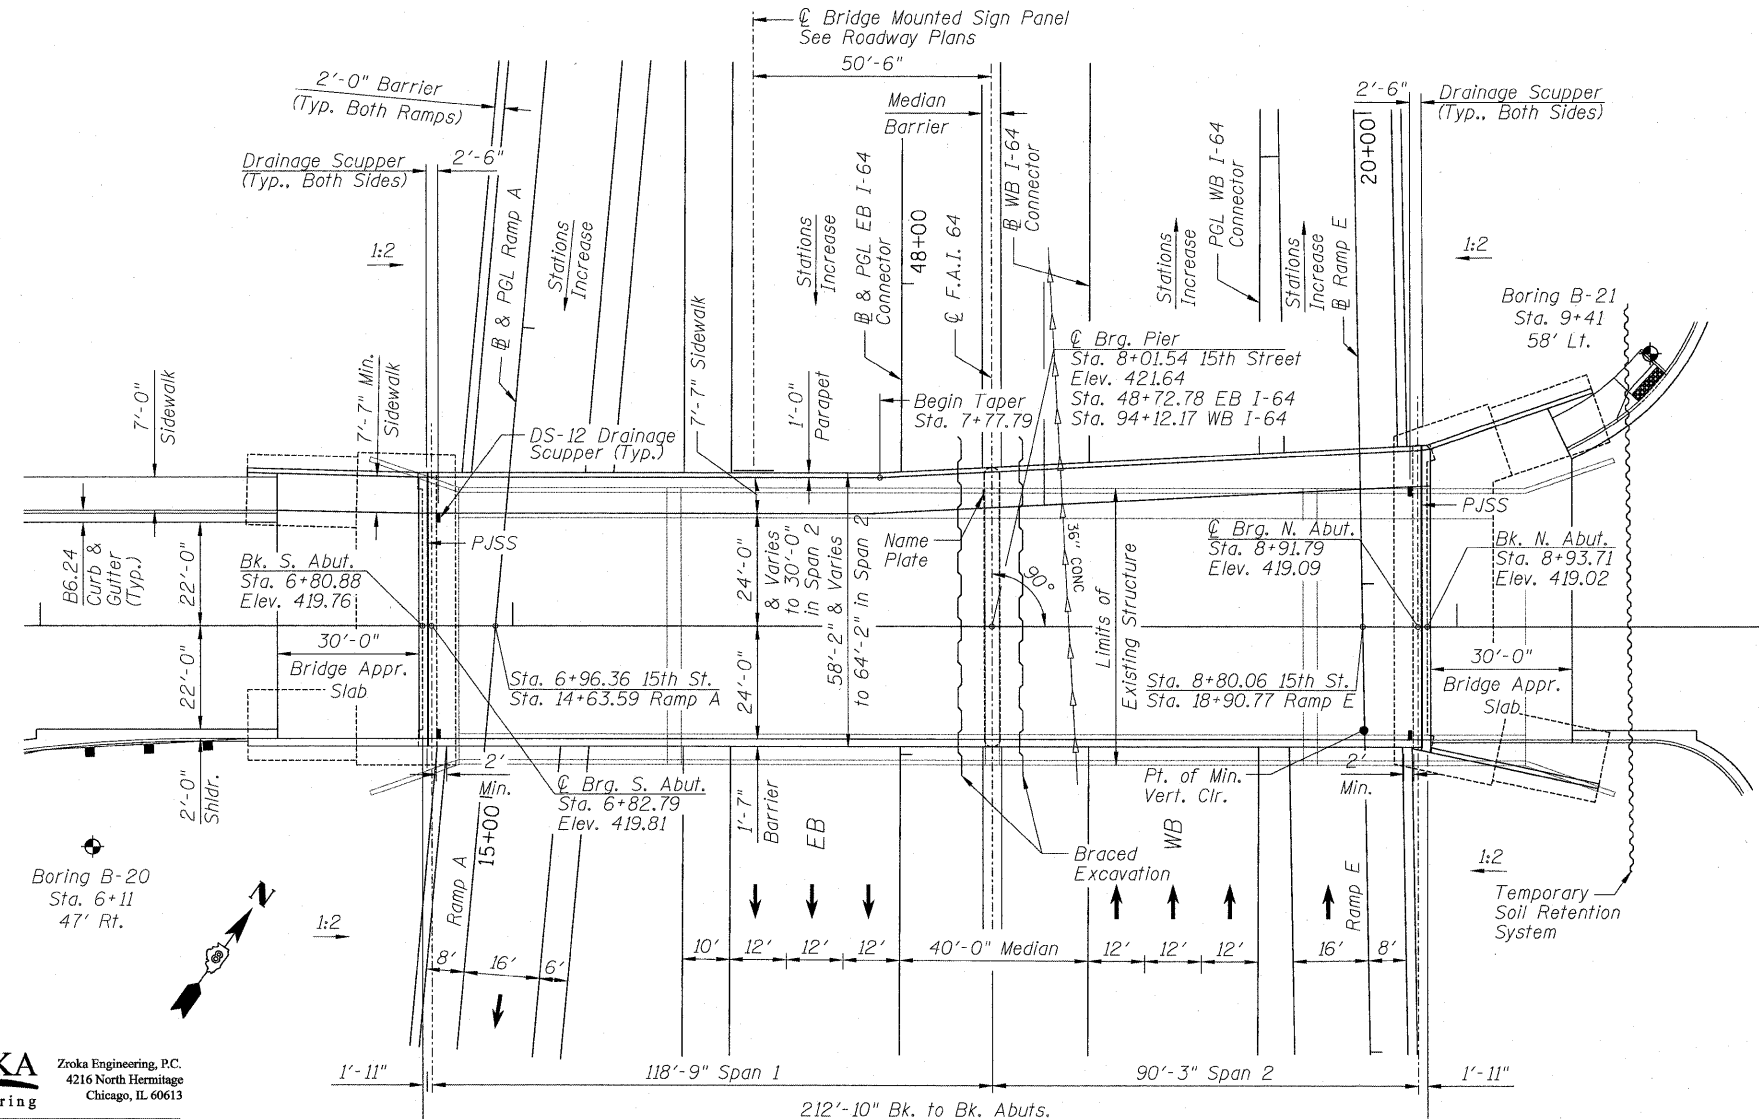 ℄ Bridge Mounted Sign Panel
See Roadway Plans
50'-6"
2'-0" Barrier
(Typ. Both Ramps)
Median
Barrier
2'-6"
Drainage Scupper
(Typ., Both Sides)
Drainage Scupper
(Typ., Both Sides)
2'-6"
B & PGL Ramp A
Stations
Increase
Stations
Increase
B & PGL EB I-64
Connector
48+00
℄ F.A.I. 64
B WB I-64
Connector
Stations
Increase
PGL WB I-64
Connector
Stations
Increase
B Ramp E
20+00
1:2
1:2
Boring B-21
Sta. 9+41
58' Lt.
7'-0"
Sidewalk
7'-7" Min.
Sidewalk
7'-7" Sidewalk
1'-0"
Parapet
℄ Brg. Pier
Sta. 8+01.54 15th Street
Elev. 421.64
Sta. 48+72.78 EB I-64
Sta. 94+12.17 WB I-64
Begin Taper
Sta. 7+77.79
DS-12 Drainage
Scupper (Typ.)
PJSS
PJSS
B6.24
Curb &
Gutter
(Typ.)
22'-0"
22'-0"
Bk. S. Abut.
Sta. 6+80.88
Elev. 419.76
24'-0"
& Varies
to 30'-0"
in Span 2
24'-0"
58'-2" & Varies
to 64'-2" in Span 2
Name
Plate
90°
36" CONC
Limits of
Existing Structure
℄ Brg. N. Abut.
Sta. 8+91.79
Elev. 419.09
Bk. N. Abut.
Sta. 8+93.71
Elev. 419.02
30'-0"
Bridge Appr.
Slab
Sta. 6+96.36 15th St.
Sta. 14+63.59 Ramp A
Sta. 8+80.06 15th St.
Sta. 18+90.77 Ramp E
30'-0"
Bridge Appr.
Slab
2'-0"
Shldr.
2'
Min.
℄ Brg. S. Abut.
Sta. 6+82.79
Elev. 419.81
1'-7"
Barrier
EB
Pt. of Min.
Vert. Clr.
2'
Min.
WB
Braced
Excavation
15+00
Ramp A
Ramp E
Boring B-20
Sta. 6+11
47' Rt.
N
8
1:2
1:2
Temporary
Soil Retention
System
8' 16' 6' 10' 12' 12' 12' 40'-0" Median 12' 12' 12' 16' 8'
KA
ring
Zroka Engineering, P.C.
4216 North Hermitage
Chicago, IL 60613
1'-11" 118'-9" Span 1 90'-3" Span 2 1'-11"
212'-10" Bk. to Bk. Abuts.